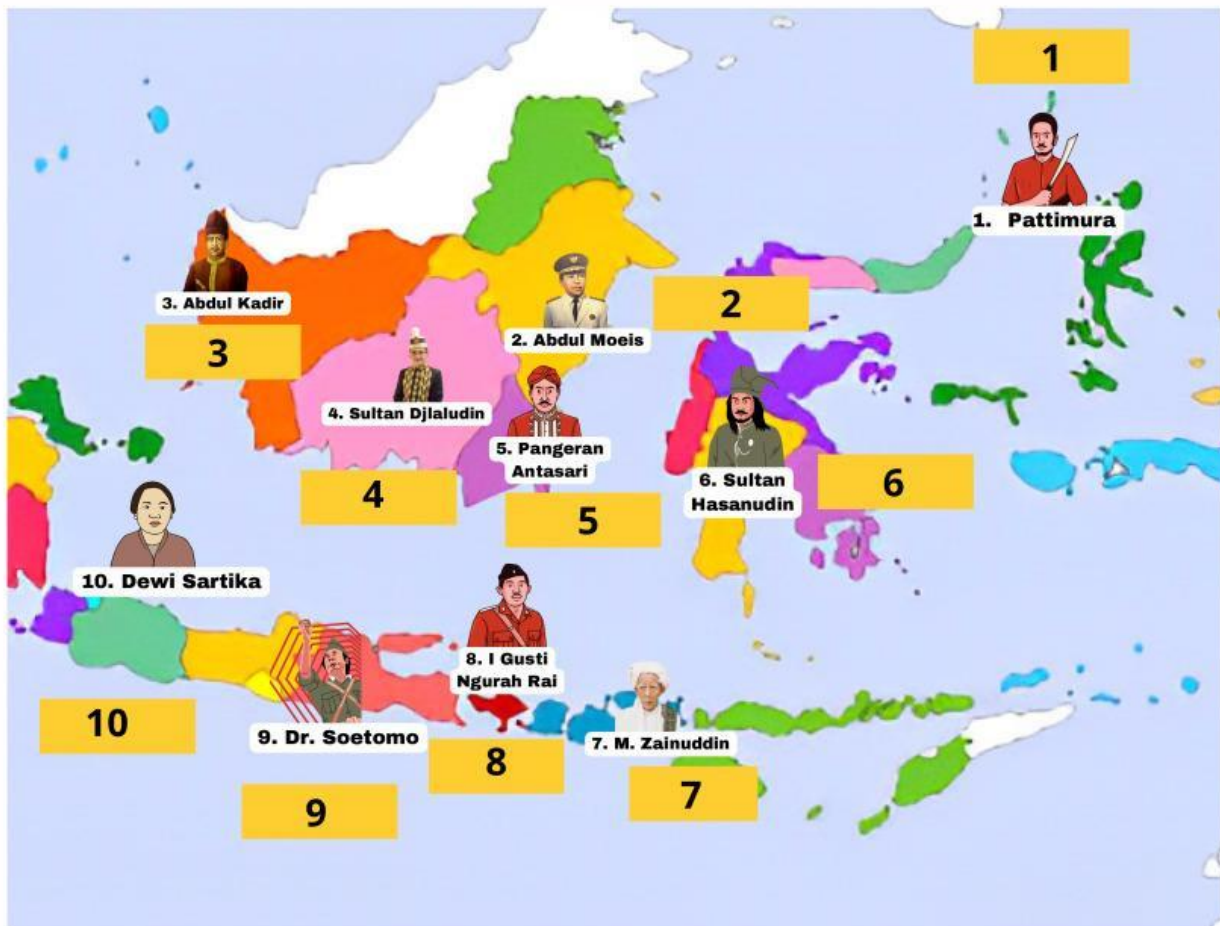 1
1. Pattimura
3. Abdul Kadir
3
2. Abdul Moeis
2
4. Sultan Djlaludin
4
5. Pangeran
Antasari
5
6. Sultan
Hasanudin
6
10. Dewi Sartika
10
9. Dr. Soetomo
9
8. I Gusti
Ngurah Rai
8
7. M. Zainuddin
7